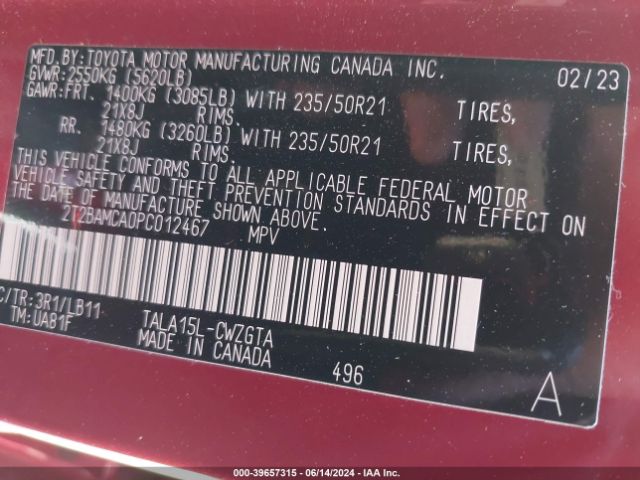 MFD.BY:TOYOTA MOTOR MANUFACTURING CANADA INC. 02/23
GVWR:2550KG (5620LB)
GAWR:FRT. 1400KG (3085LB) WITH 235/50R21 TIRES,
21X8J RIMS.
RR. 1480KG (3260LB) WITH 235/50R21 TIRES,
21X8J RIMS.
THIS VEHICLE CONFORMS TO ALL APPLICABLE FEDERAL MOTOR
VEHICLE SAFETY AND THEFT PREVENTION STANDARDS IN EFFECT ON
THE DATE OF MANUFACTURE SHOWN ABOVE.
2T2BAMCA0PC012467 MPV
C/TR:3R1/LB11 TALA15L-CWZGTA
TM:UAB1F MADE IN CANADA 496 A
000-39657315 / 06/14/2024 / IAA Inc.